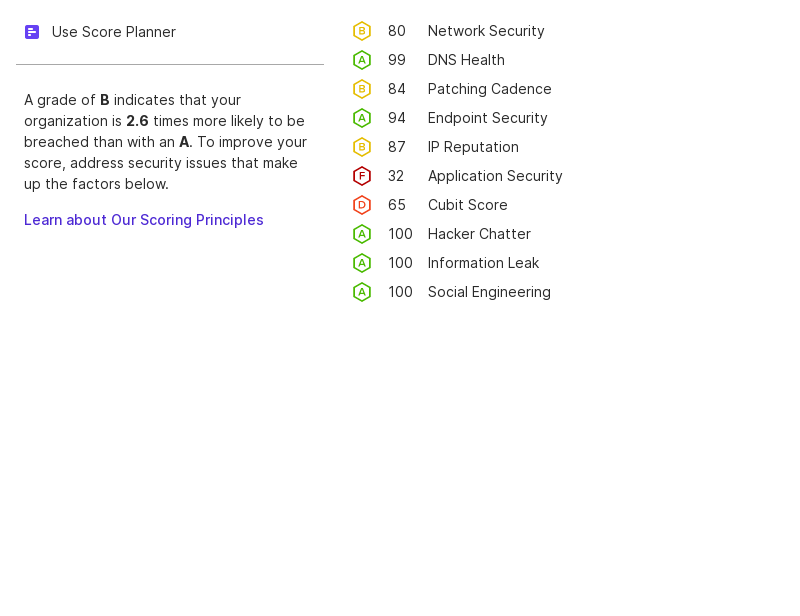 Use Score Planner
A grade of B indicates that your
organization is 2.6 times more likely to be
breached than with an A. To improve your
score, address security issues that make
up the factors below.
Learn about Our Scoring Principles
B 80 Network Security
A 99 DNS Health
B 84 Patching Cadence
A 94 Endpoint Security
B 87 IP Reputation
F 32 Application Security
D 65 Cubit Score
A 100 Hacker Chatter
A 100 Information Leak
A 100 Social Engineering